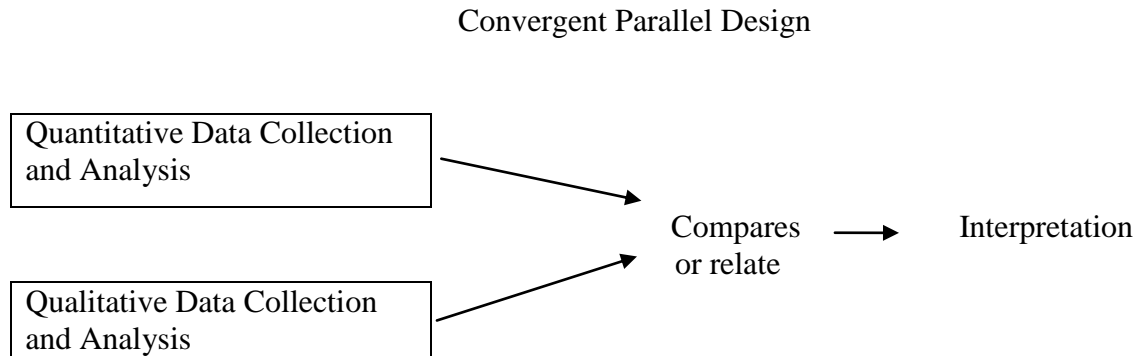 Convergent Parallel Design
Quantitative Data Collection
and Analysis
Compares
or relate
Interpretation
Qualitative Data Collection
and Analysis